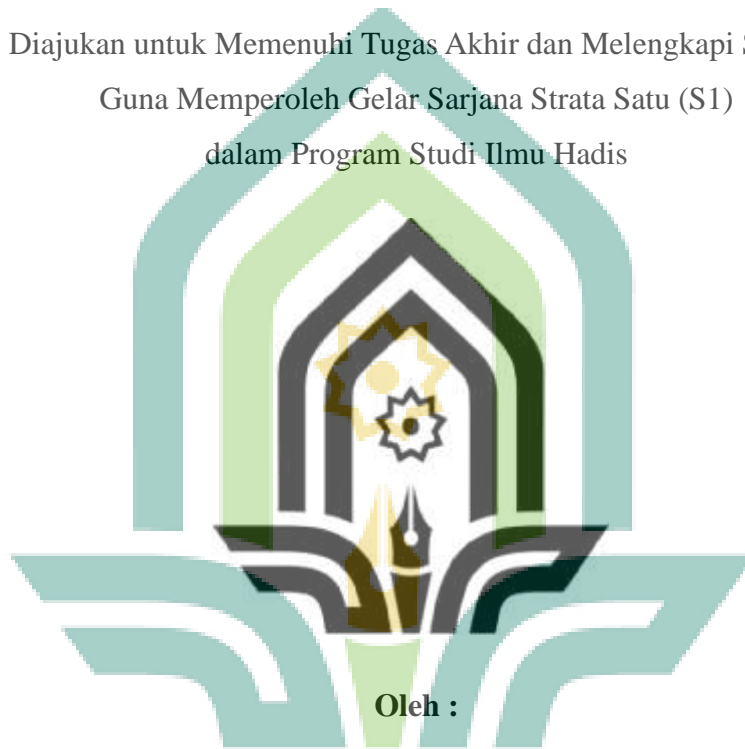 Diajukan untuk Memenuhi Tugas Akhir dan Melengkapi
Guna Memperoleh Gelar Sarjana Strata Satu (S1)
dalam Program Studi Ilmu Hadis
Oleh :